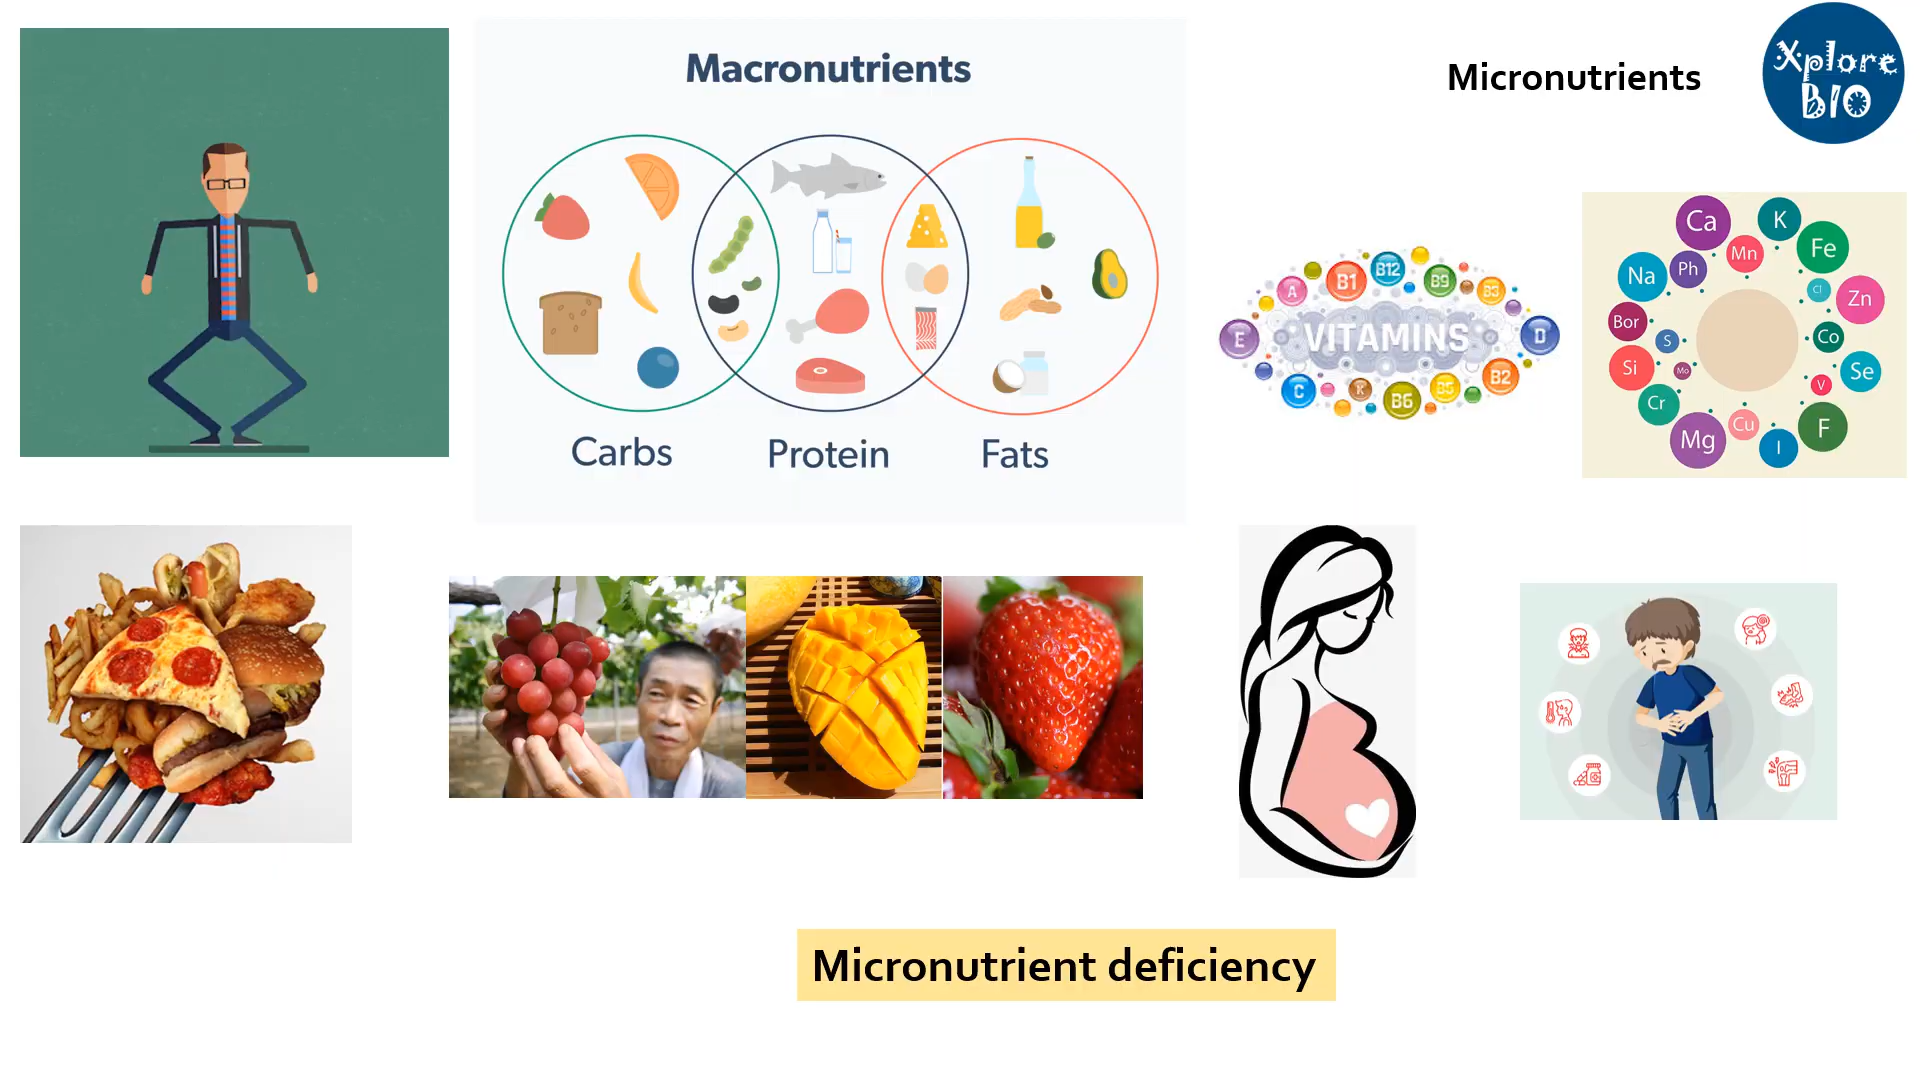 Macronutrients
Carbs
Protein
Fats
Micronutrients
Xplore
BIO
A
B1
B12
B9
B3
E
VITAMINS
D
C
K
B6
B5
B2
Ca
K
Mn
Fe
Na
Ph
Cl
Zn
Bor
S
Co
Si
Mo
Se
V
Cr
Cu
F
Mg
I
Micronutrient deficiency